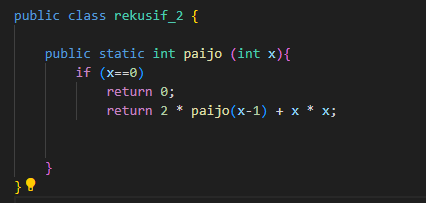 public class rekusif_2 {
public static int paijo (int x){
if (x==0)
return 0;
return 2 * paijo(x-1) + x * x;
}
}